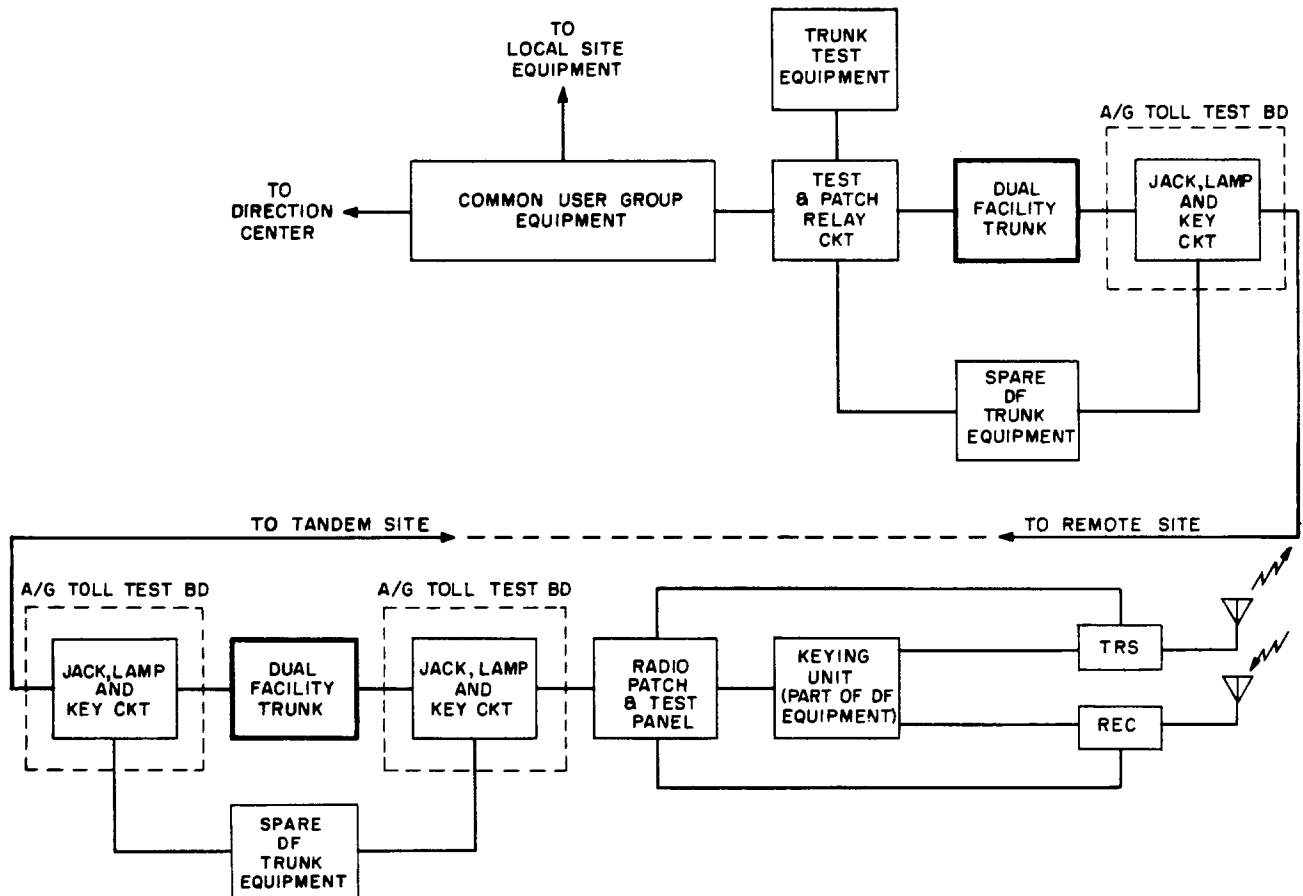 TO
LOCAL SITE
EQUIPMENT
TRUNK
TEST
EQUIPMENT
A/G TOLL TEST BD
TO
DIRECTION
CENTER
COMMON USER GROUP
EQUIPMENT
TEST
& PATCH
RELAY
CKT
DUAL
FACILITY
TRUNK
JACK, LAMP
AND
KEY
CKT
SPARE
DF
TRUNK
EQUIPMENT
TO TANDEM SITE
TO REMOTE SITE
A/G TOLL TEST BD
A/G TOLL TEST BD
JACK, LAMP
AND
KEY CKT
DUAL
FACILITY
TRUNK
JACK, LAMP
AND
KEY CKT
RADIO
PATCH
& TEST
PANEL
KEYING
UNIT
(PART OF DF
EQUIPMENT)
TRS
REC
SPARE
DF
TRUNK
EQUIPMENT